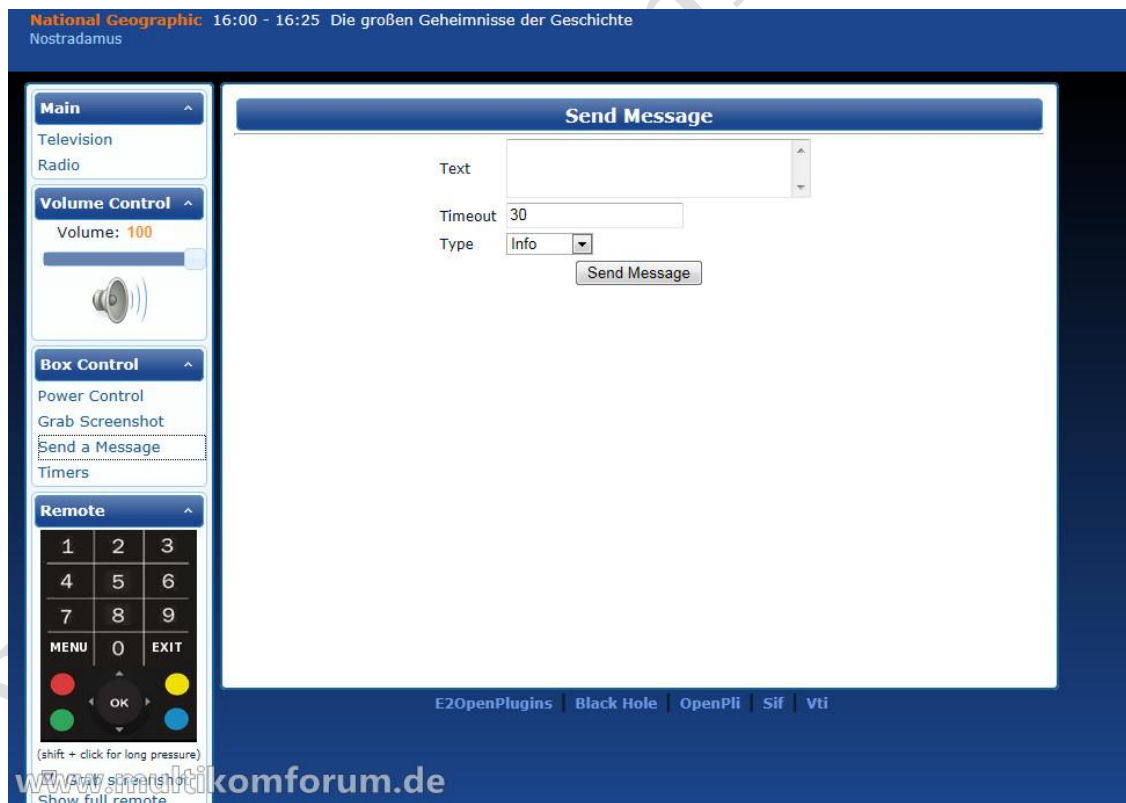 National Geographic 16:00 - 16:25 Die großen Geheimnisse der Geschichte
Nostradamus
Main
Television
Radio
Volume Control
Volume: 100
Box Control
Power Control
Grab Screenshot
Send a Message
Timers
Remote
1 2 3
4 5 6
7 8 9
MENU 0 EXIT
OK
(shift + click for long pressure)
Grab screenshot
Show full remote
Send Message
Text
Timeout 30
Type Info
Send Message
E2OpenPlugins | Black Hole | OpenPli | Sif | Vti
www.multikomforum.de